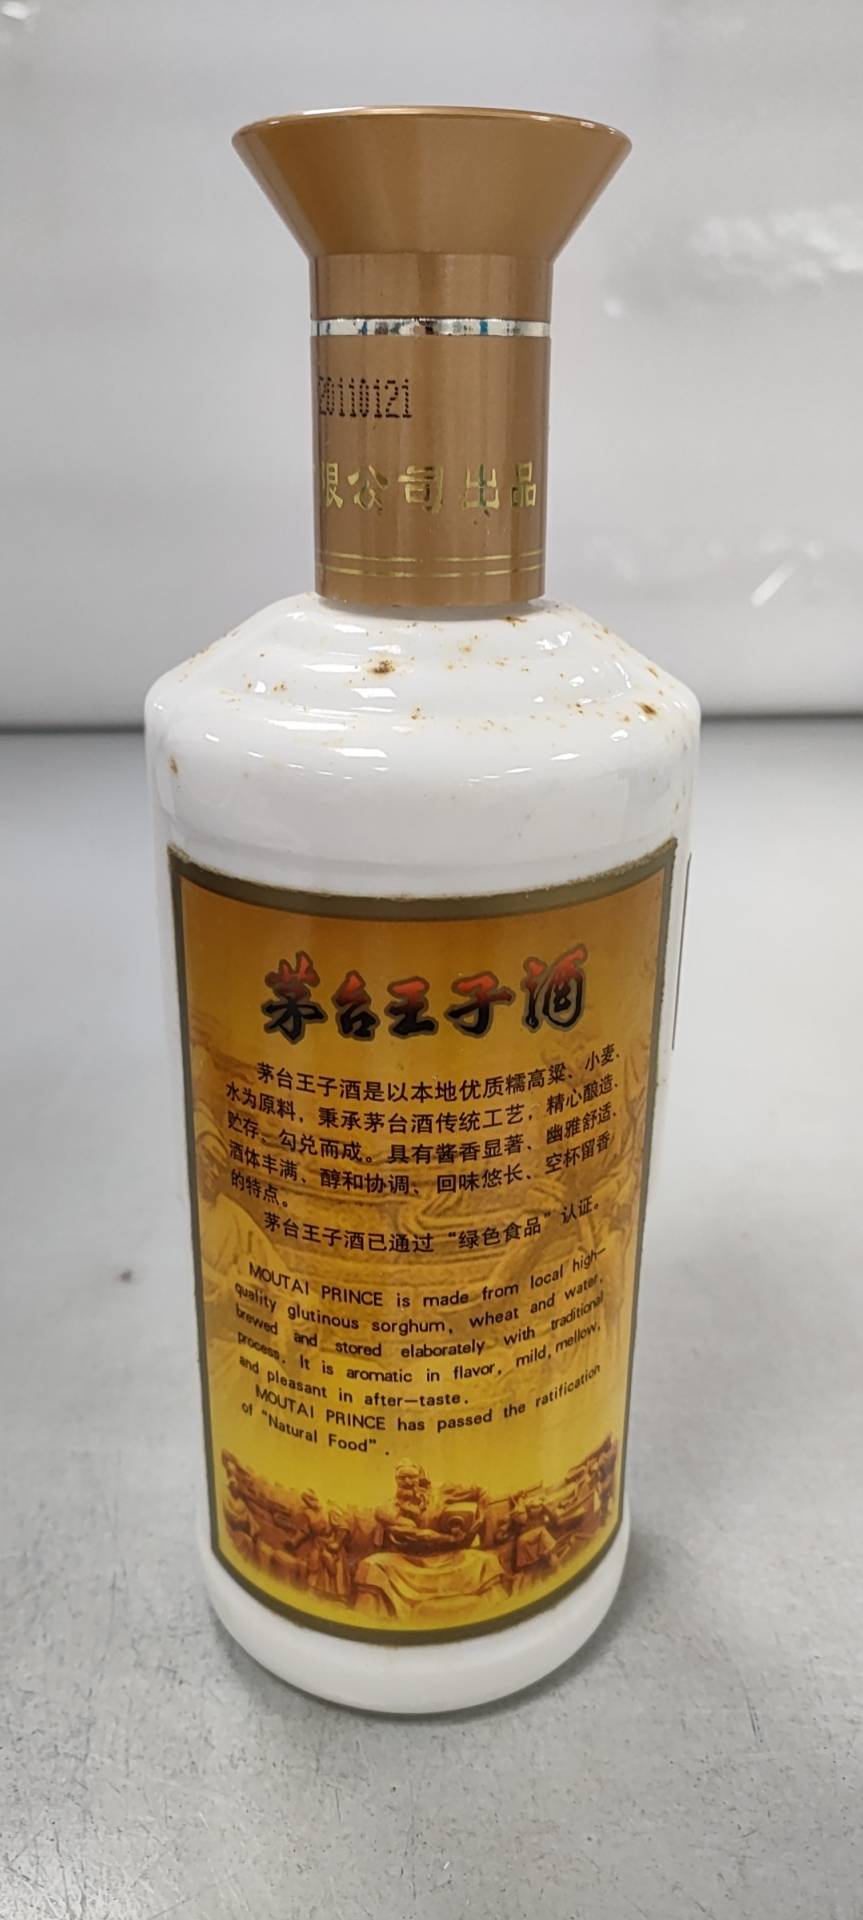 20110121
限公司出品
茅台王子酒
茅台王子酒是以本地优质糯高粱、小麦、
水为原料，秉承茅台酒传统工艺，精心酿造、
贮存、勾兑而成。具有酱香显著、幽雅舒适、
酒体丰满、醇和协调、回味悠长、空杯留香，
的特点。
茅台王子酒已通过“绿色食品”认证。
MOUTAI PRINCE is made from local high-
quality glutinous sorghum, wheat and water,
brewed and stored elaborately with traditional
process. It is aromatic in flavor, mild, mellow,
and pleasant in after-taste.
MOUTAI PRINCE has passed the ratification
of "Natural Food".